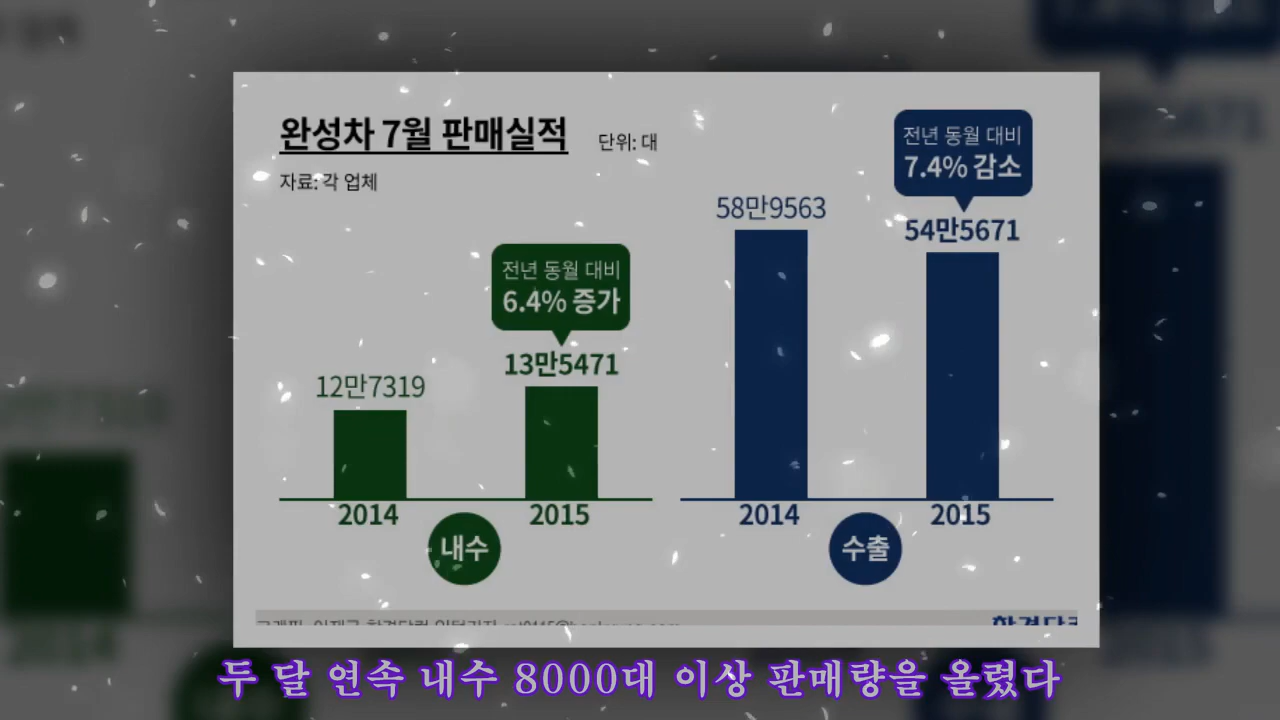 완성차 7월 판매실적
단위: 대
자료: 각 업체
전년 동월 대비
6.4% 증가
12만7319
13만5471
2014
2015
내수
전년 동월 대비
7.4% 감소
58만9563
54만5671
2014
2015
수출
두 달 연속 내수 8000대 이상 판매량을 올렸다